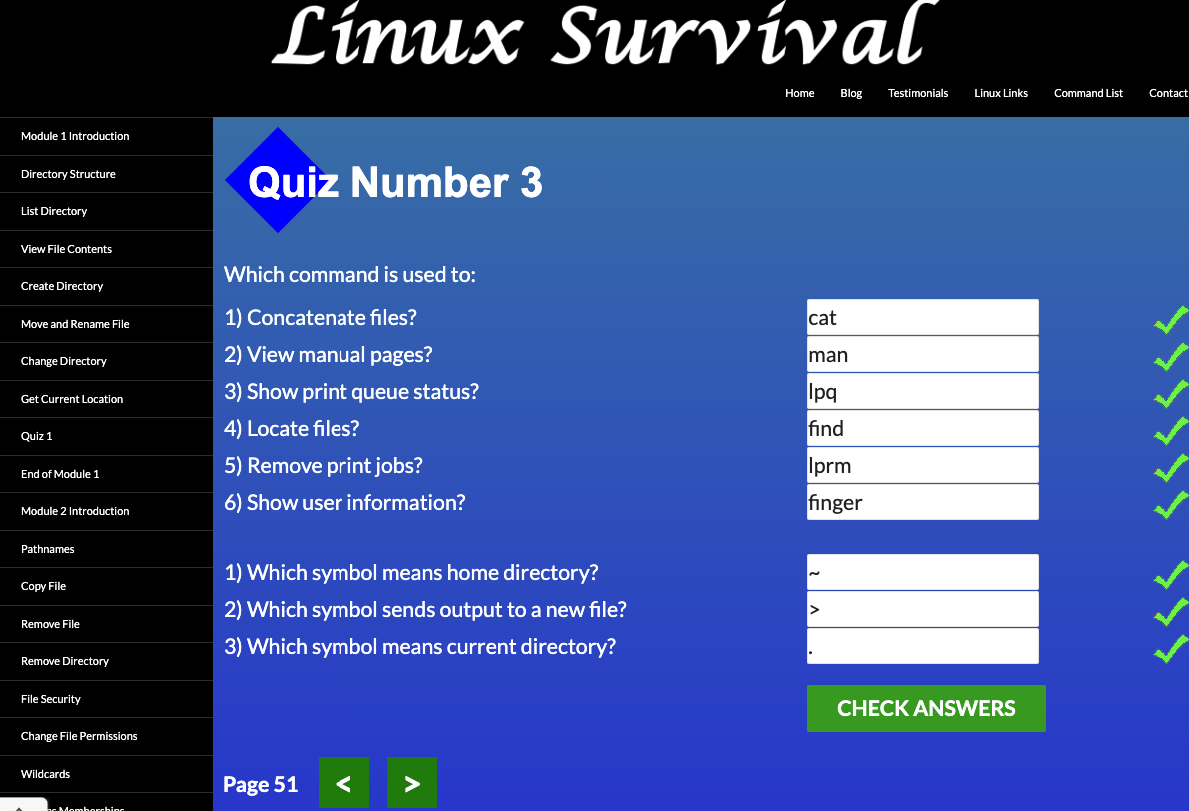 Linux Survival
Home Blog Testimonials Linux Links Command List Contact
Module 1 Introduction
Directory Structure
List Directory
View File Contents
Create Directory
Move and Rename File
Change Directory
Get Current Location
Quiz 1
End of Module 1
Module 2 Introduction
Pathnames
Copy File
Remove File
Remove Directory
File Security
Change File Permissions
Wildcards
Memberships
Quiz Number 3
Which command is used to:
1) Concatenate files? cat
2) View manual pages? man
3) Show print queue status? lpq
4) Locate files? find
5) Remove print jobs? lprm
6) Show user information? finger
1) Which symbol means home directory? ~
2) Which symbol sends output to a new file? >
3) Which symbol means current directory? .
CHECK ANSWERS
Page 51 < >